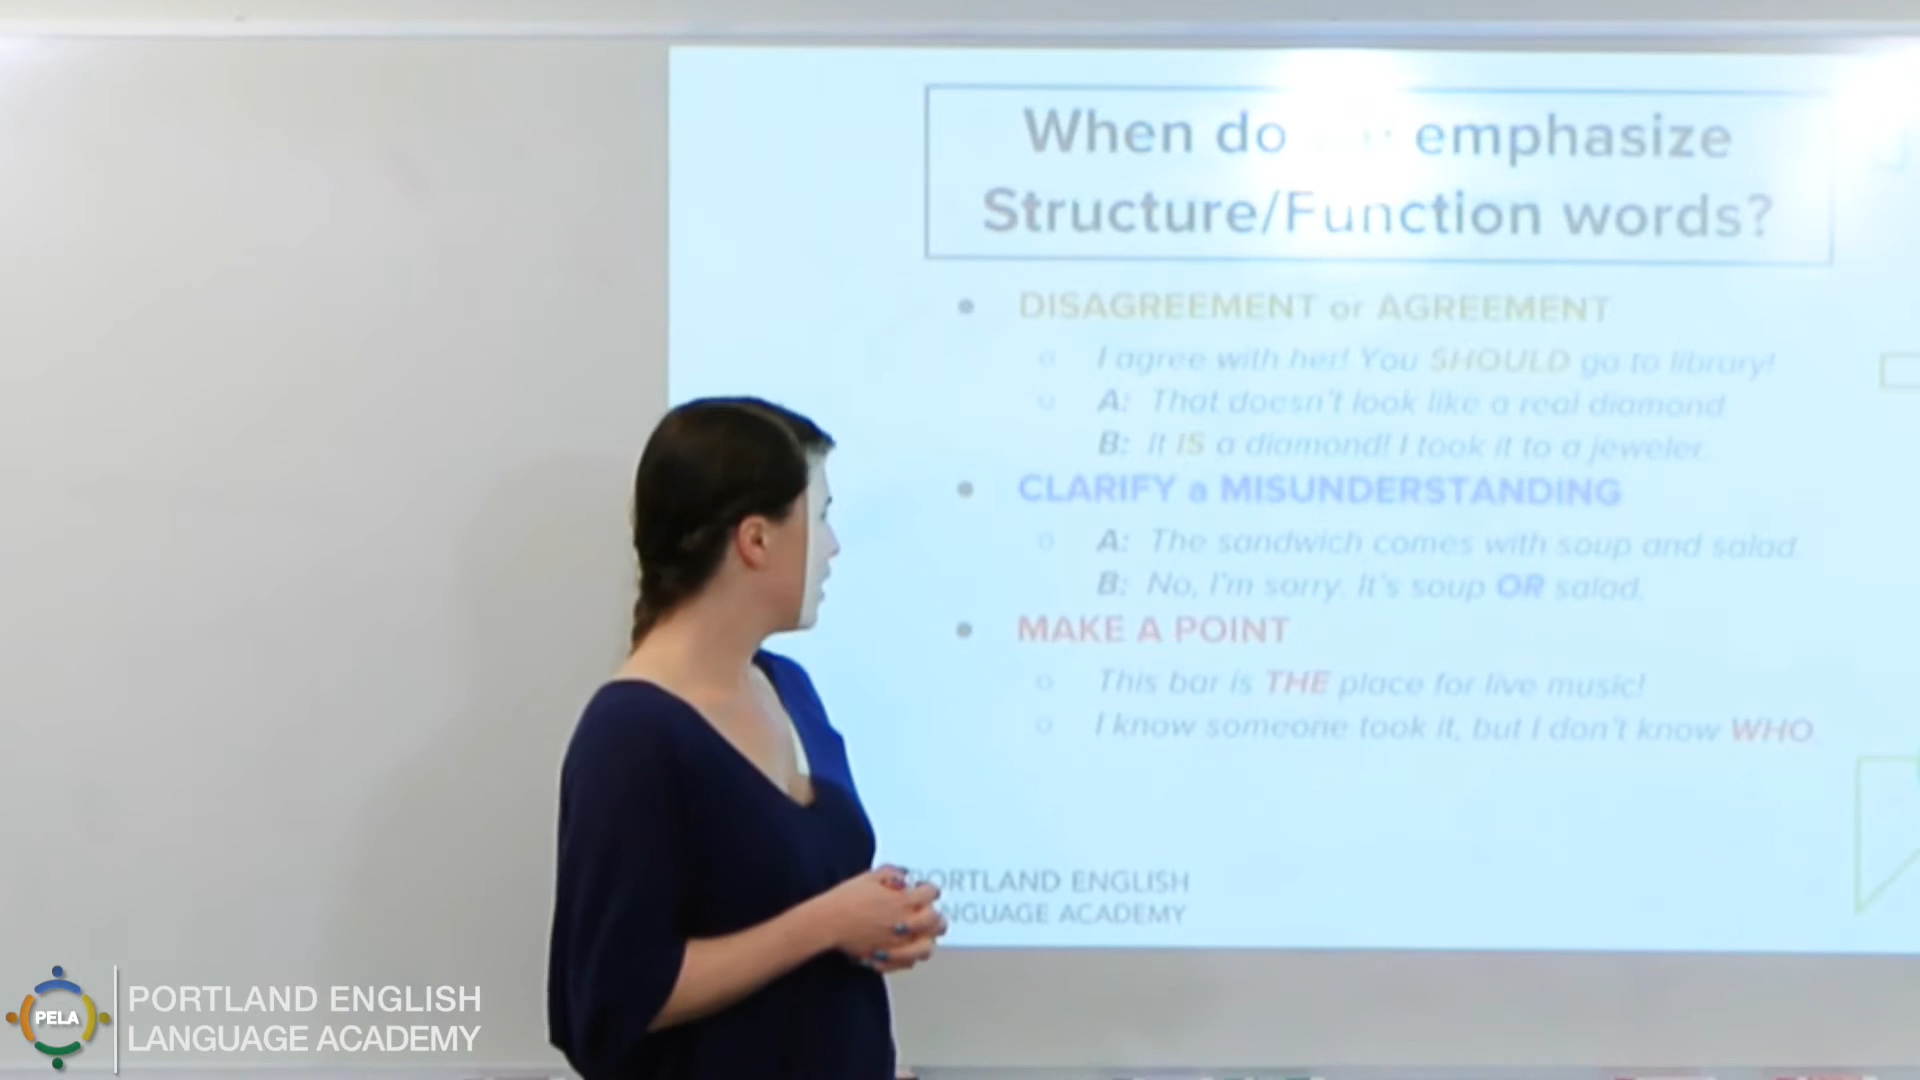 When do emphasize
Structure/Function words?
• DISAGREEMENT or AGREEMENT
o I agree with her! You SHOULD go to library!
o A: That doesn't look like a real diamond
B: It IS a diamond! I took it to a jeweler.
• CLARIFY a MISUNDERSTANDING
o A: The sandwich comes with soup and salad.
B: No, I'm sorry. It's soup OR salad.
• MAKE A POINT
o This bar is THE place for live music!
o I know someone took it, but I don't know WHO
PORTLAND ENGLISH
NGUAGE ACADEMY
PELA
PORTLAND ENGLISH
LANGUAGE ACADEMY